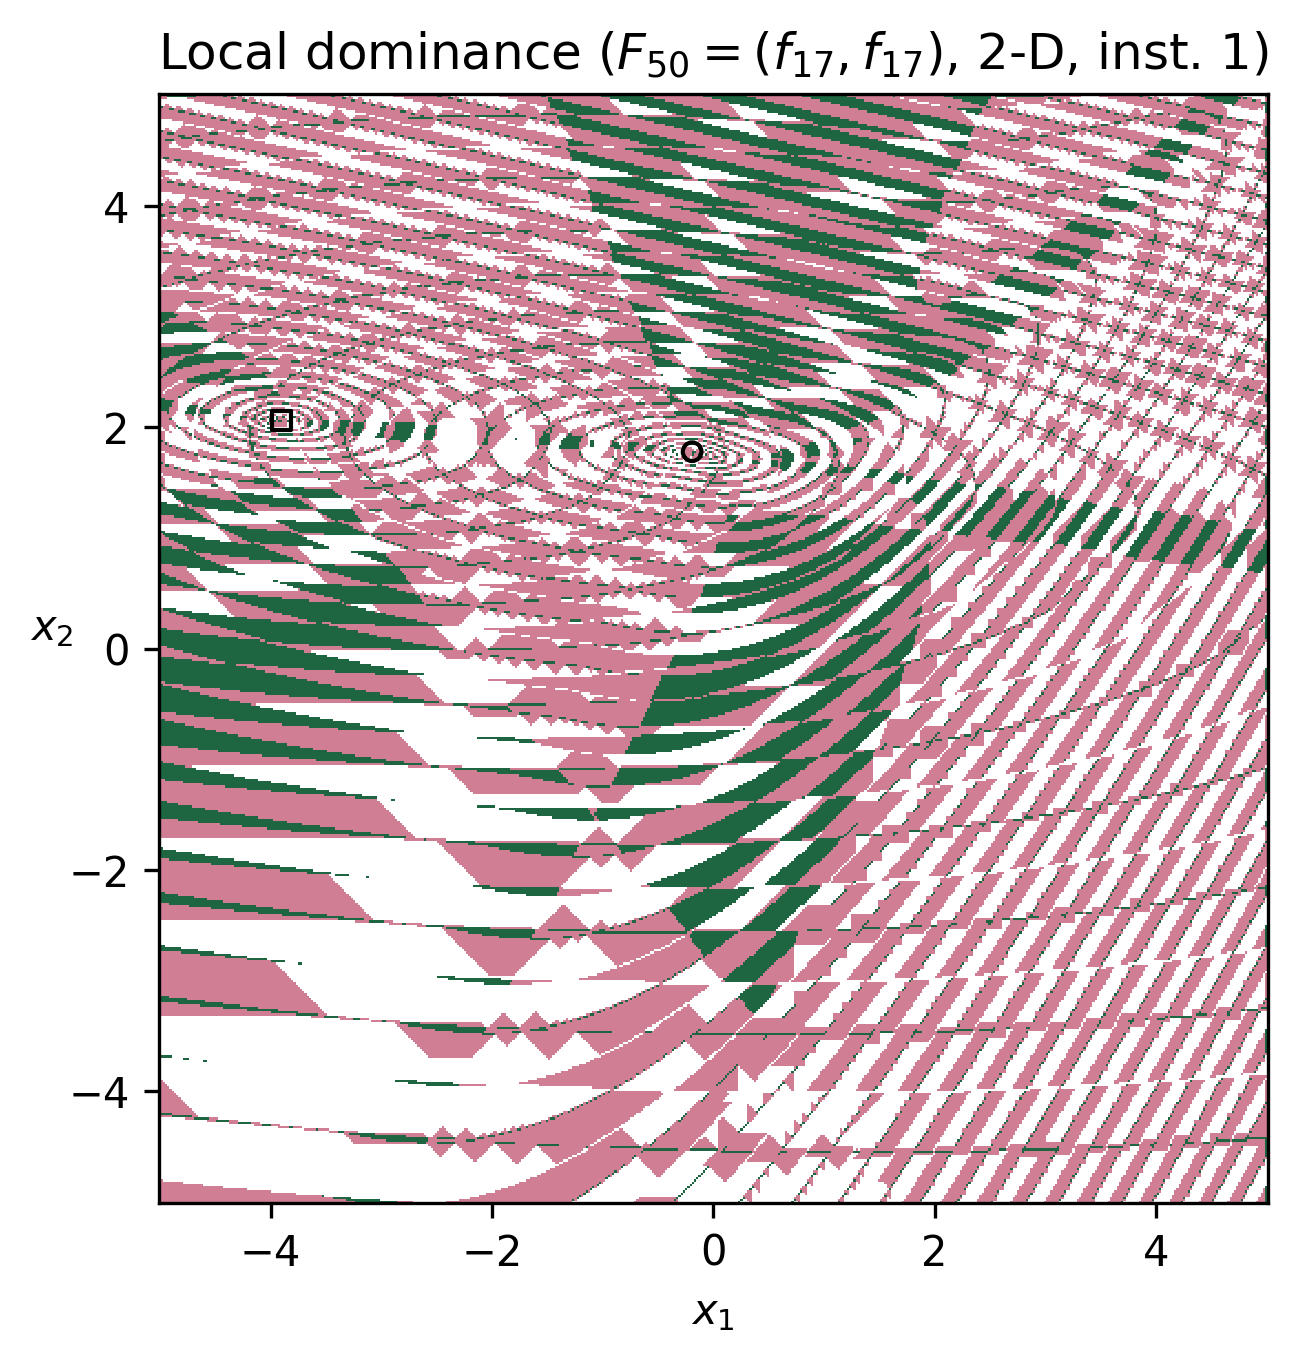 Local dominance (F₅₀ = (f₁₇, f₁₇), 2-D, inst. 1)
4
2
x₂
0
−2
−4
−4 −2 0 2 4
x₁